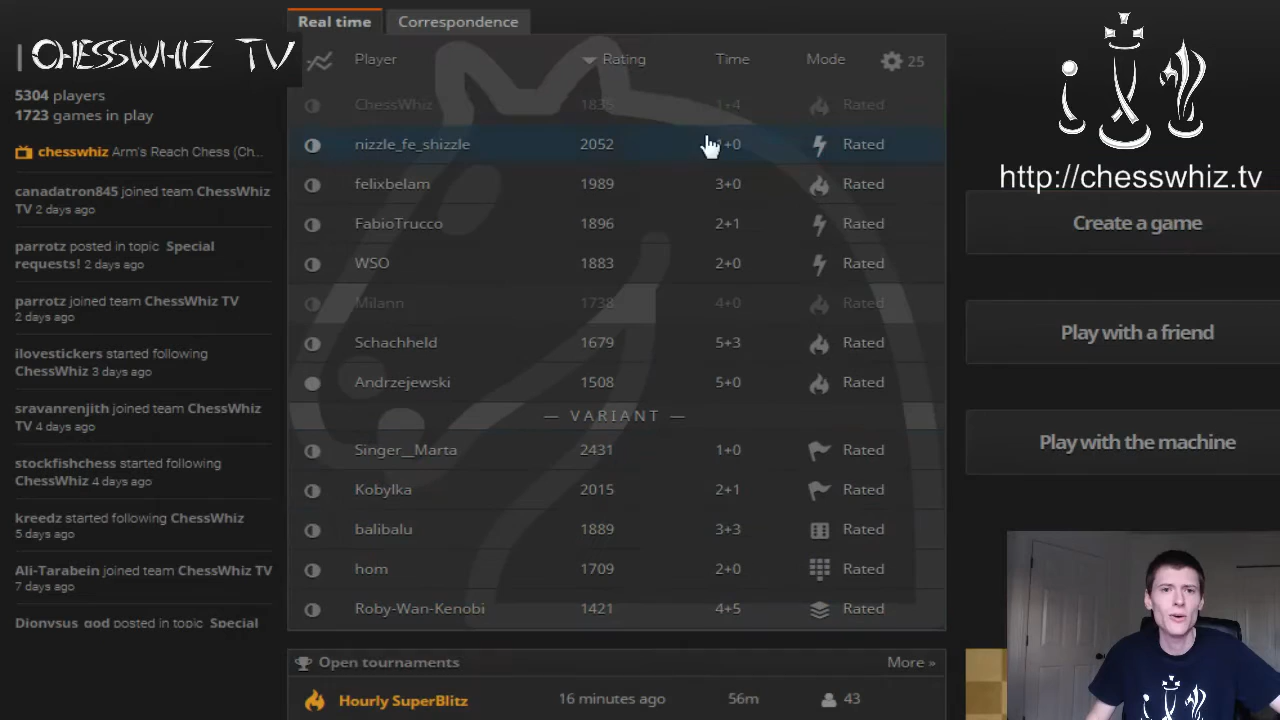 Real time Correspondence
| CHESSWHIZ TV
5304 players
1723 games in play
chesswhiz Arm's Reach Chess (Ch...
canadatron845 joined team ChessWhiz
TV 2 days ago
parrotz posted in topic Special
requests! 2 days ago
parrotz joined team ChessWhiz TV
2 days ago
ilovestickers started following
ChessWhiz 3 days ago
sravanrenjith joined team ChessWhiz
TV 4 days ago
stockfishchess started following
ChessWhiz 4 days ago
kreedz started following ChessWhiz
5 days ago
Ali-Tarabein joined team ChessWhiz TV
7 days ago
Dionysus_god posted in topic Special
Player Rating Time Mode 25
ChessWhiz 1835 1+4 Rated
nizzle_fe_shizzle 2052 1+0 Rated
felixbelam 1989 3+0 Rated
FabioTrucco 1896 2+1 Rated
WSO 1883 2+0 Rated
Milann 1738 4+0 Rated
Schachheld 1679 5+3 Rated
Andrzejewski 1508 5+0 Rated
— VARIANT —
Singer__Marta 2431 1+0 Rated
Kobylka 2015 2+1 Rated
balibalu 1889 3+3 Rated
hom 1709 2+0 Rated
Roby-Wan-Kenobi 1421 4+5 Rated
Open tournaments More »
Hourly SuperBlitz 16 minutes ago 56m 43
http://chesswhiz.tv
Create a game
Play with a friend
Play with the machine